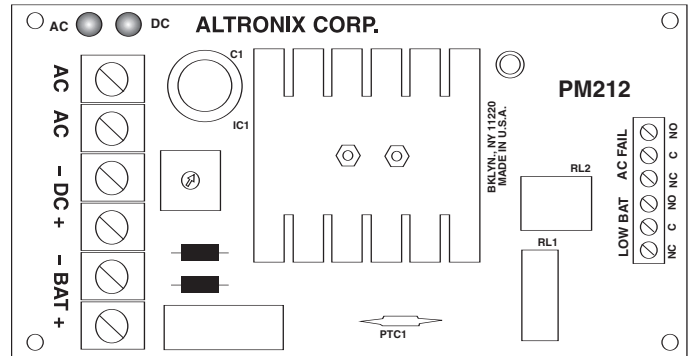 AC DC ALTRONIX CORP.
C1
IC1
PM212
BKLYN., NY 11220
MADE IN U.S.A.
AC
AC
– DC +
– BAT +
RL2
RL1
PTC1
AC FAIL
LOW BAT
NO
C
NC
NO
C
NC